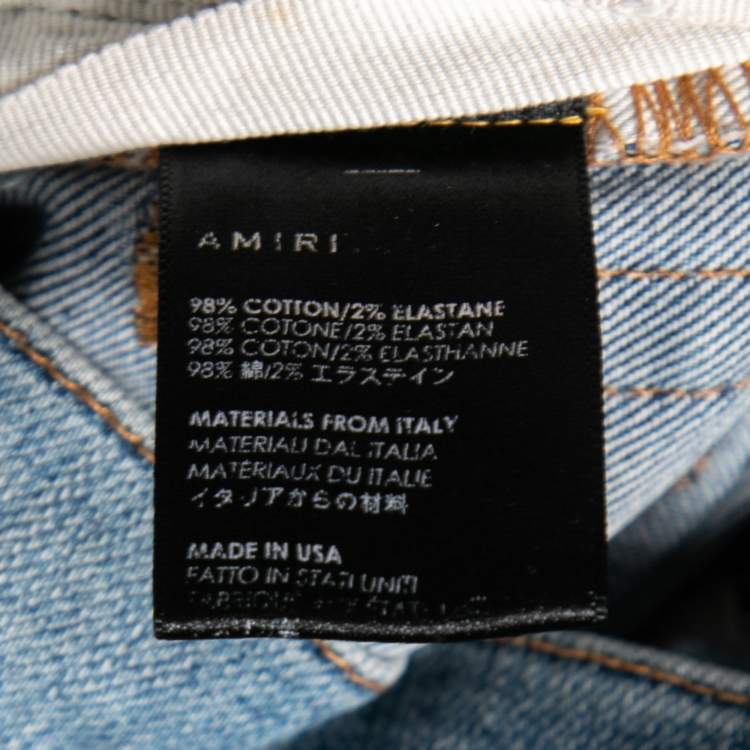 AMIRI
98% COTTON/2% ELASTANE
98% COTONE/2% ELASTAN
98% COTON/2% ELASTHANNE
98% 綿/2% エラステイン
MATERIALS FROM ITALY
MATERIALI DAL ITALIA
MATÉRIAUX DU ITALIE
イタリアからの材料
MADE IN USA
FATTO IN STATI UNITI